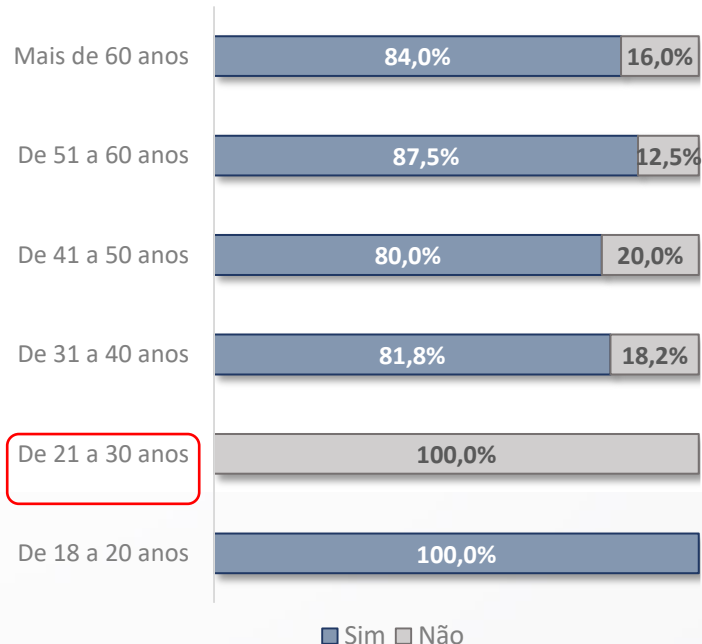 Mais de 60 anos 84,0% 16,0%
De 51 a 60 anos 87,5% 12,5%
De 41 a 50 anos 80,0% 20,0%
De 31 a 40 anos 81,8% 18,2%
De 21 a 30 anos 100,0%
De 18 a 20 anos 100,0%
Sim Não